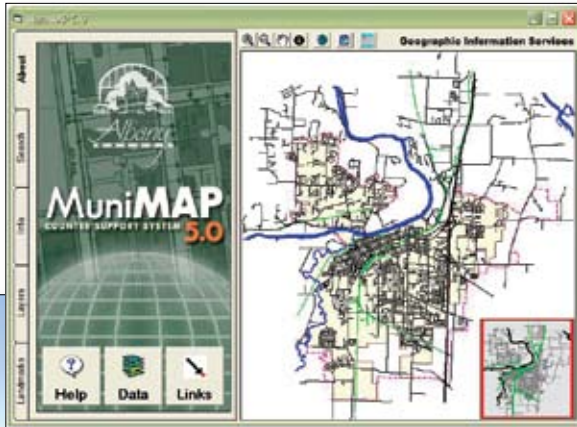 Geographic Information Services
About
Search
Info
Layers
Landmarks
Albany
MuniMAP
COUNTER SUPPORT SYSTEM 5.0
Help
Data
Links